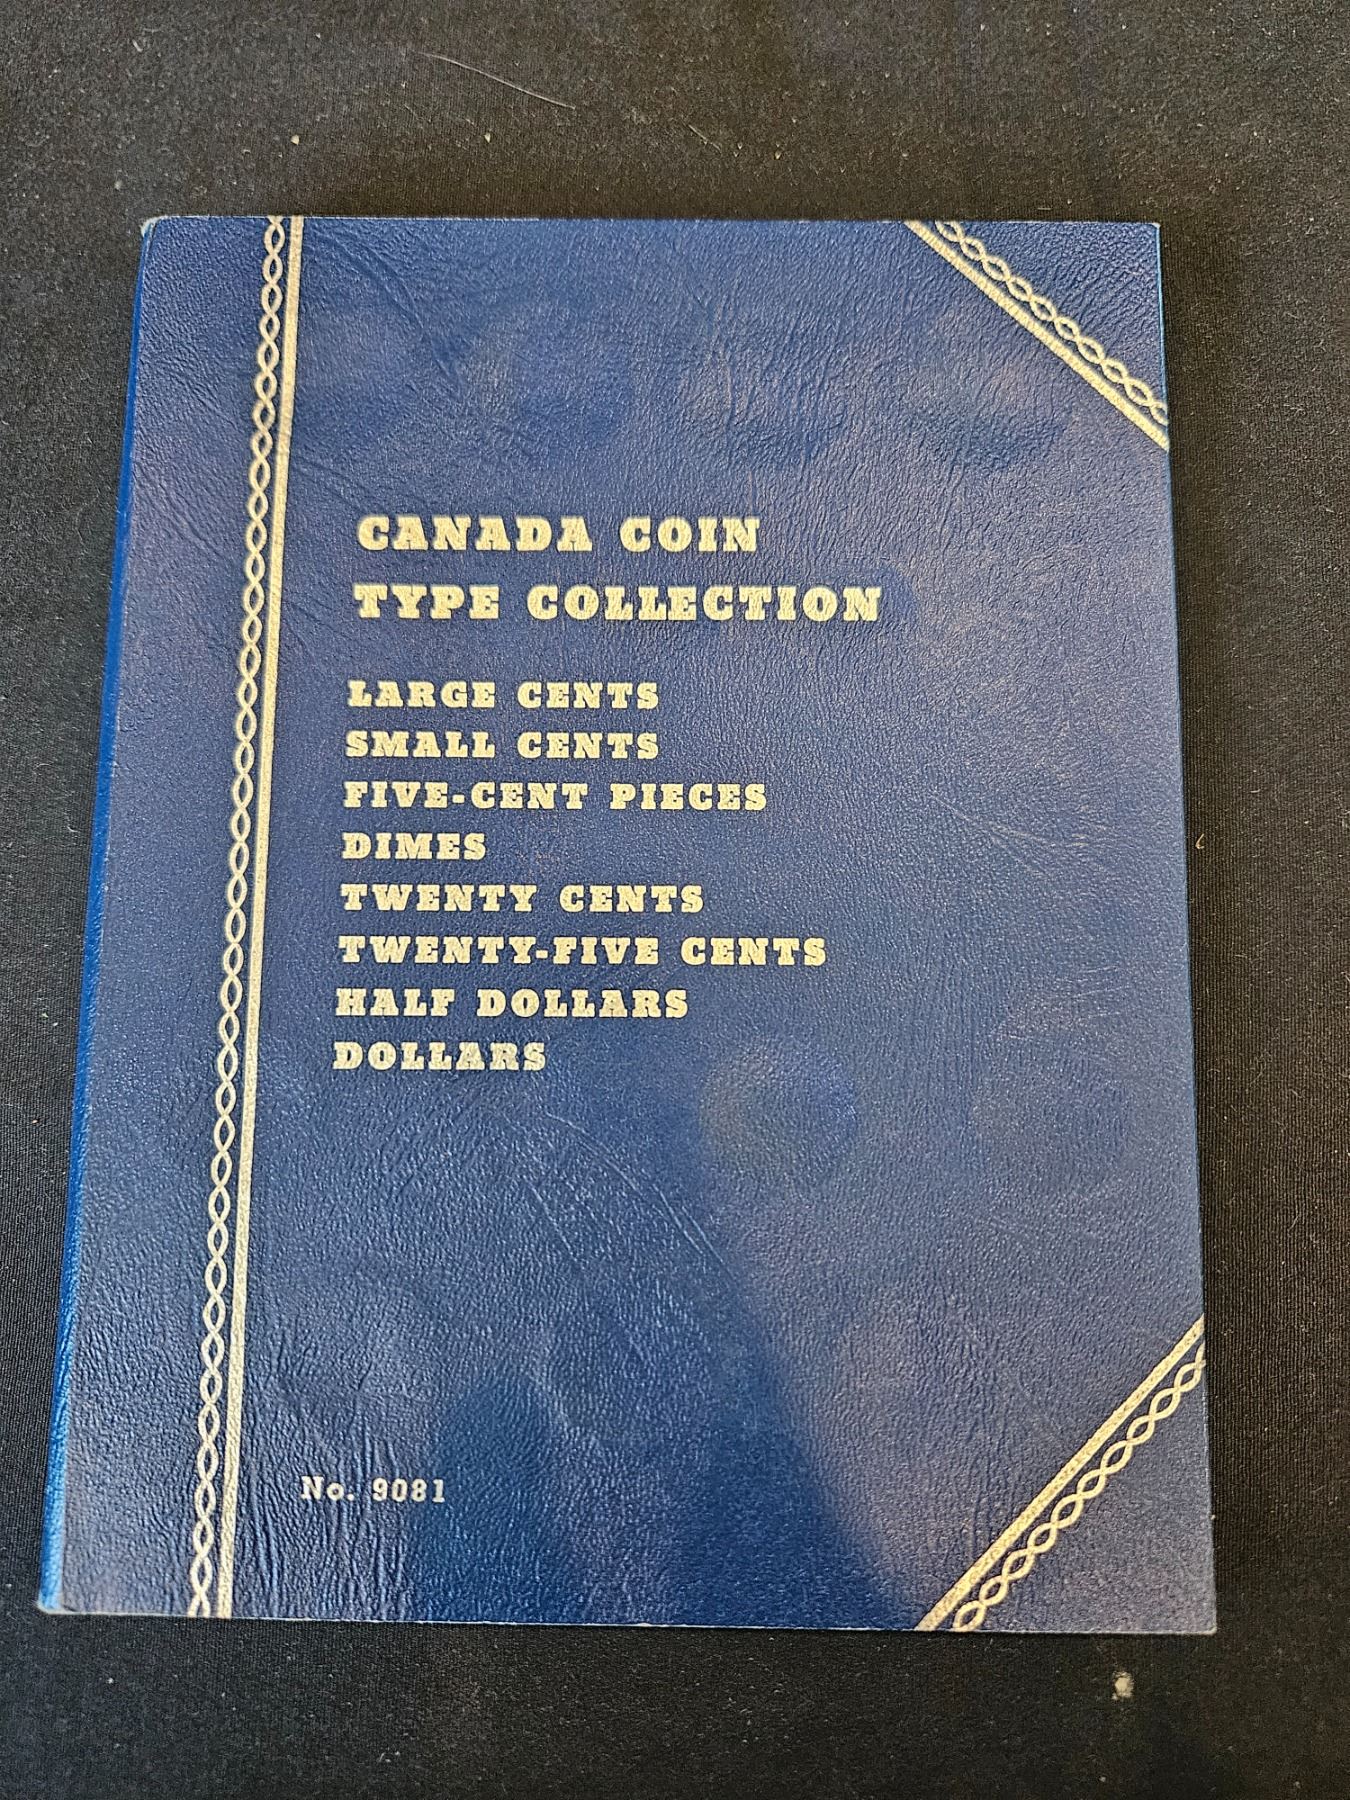 CANADA COIN
TYPE COLLECTION
LARGE CENTS
SMALL CENTS
FIVE-CENT PIECES
DIMES
TWENTY CENTS
TWENTY-FIVE CENTS
HALF DOLLARS
DOLLARS
No. 9081